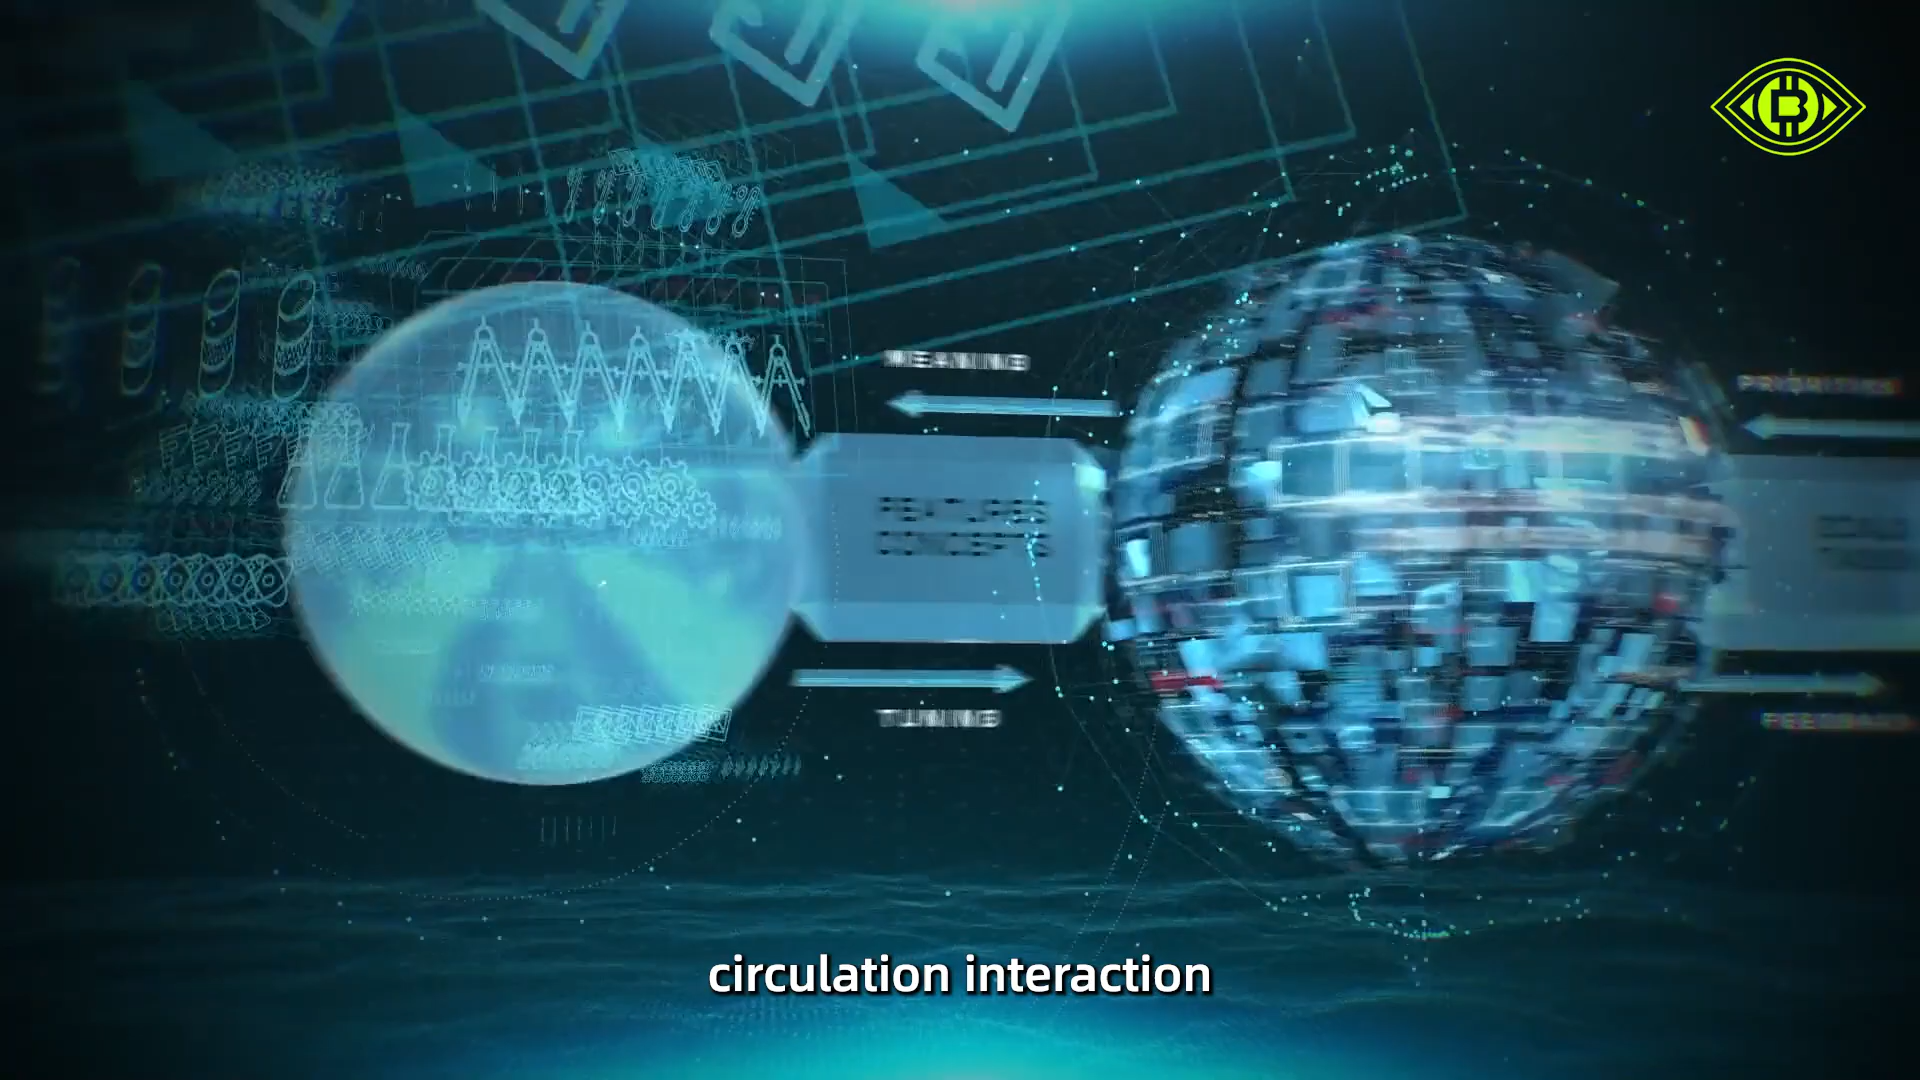 MEANING
PRIORITIES
FEATURES
CONCEPTS
TUNING
FEEDBACK
circulation interaction